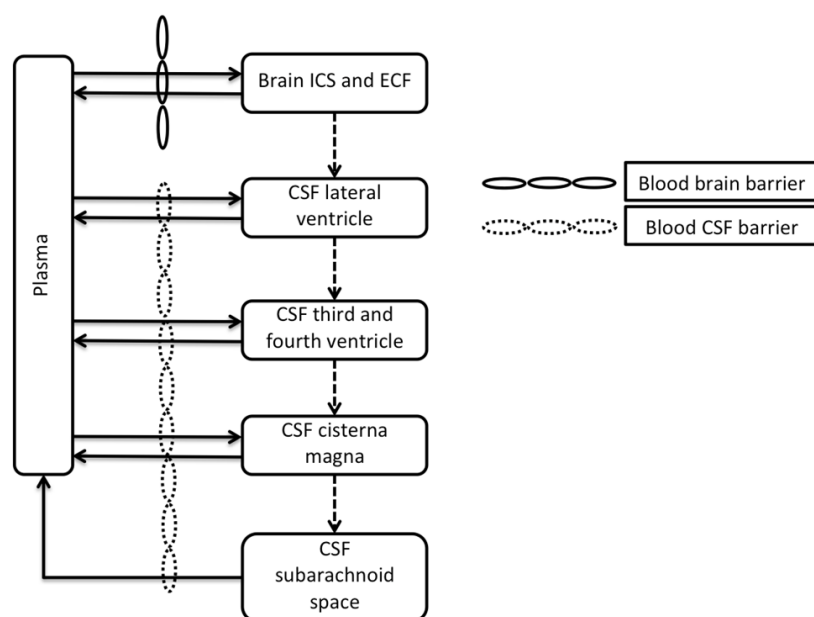 Plasma
Brain ICS and ECF
CSF lateral
ventricle
CSF third and
fourth ventricle
CSF cisterna
magna
CSF
subarachnoid
space
Blood brain barrier
Blood CSF barrier